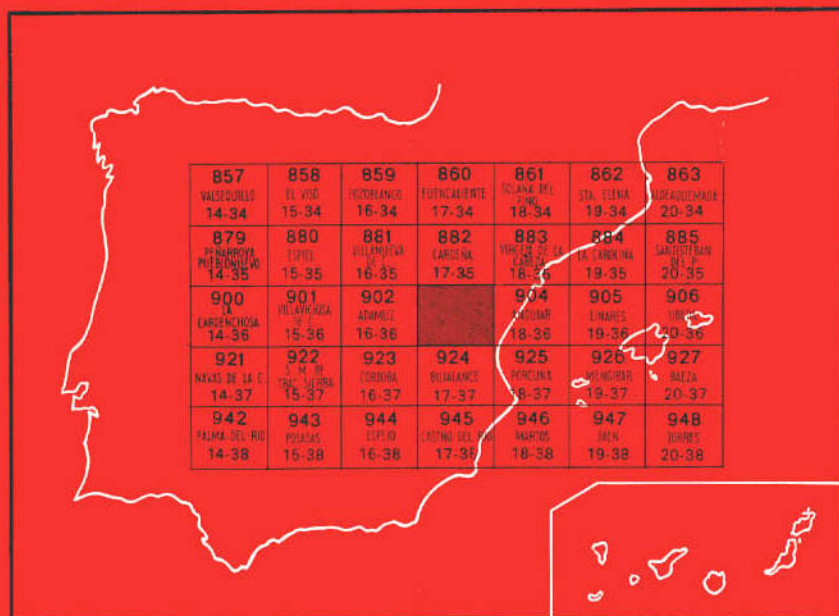 857 858 859 860 861 862 863
VALSEQUILLO EL VISO POZOBLANCO FUENCALIENTE SOLANA DEL PINO STA. ELENA ALDEAQUEMADA
14-34 15-34 16-34 17-34 18-34 19-34 20-34
879 880 881 882 883 884 885
PEÑARROYA PUEBLONUEVO ESPIEL VILLANUEVA DE C. CARDEÑA VIRGEN DE LA CABEZA LA CAROLINA SANTISTEBAN DEL P.
14-35 15-35 16-35 17-35 18-35 19-35 20-35
900 901 902 904 905 906
LA CARDENCHOSA VILLAVICIOSA DE C. ADAMUZ ANDUJAR LINARES UBEDA
14-36 15-36 16-36 18-36 19-36 20-36
921 922 923 924 925 926 927
NAVAS DE LA C. S. M. DE TRAC. SIERRA CORDOBA BUJALANCE PORCUNA MENGIBAR BAEZA
14-37 15-37 16-37 17-37 18-37 19-37 20-37
942 943 944 945 946 947 948
PALMA DEL RIO POSADAS ESPEJO CASTRO DEL RIO MARTOS JAEN TORRES
14-38 15-38 16-38 17-38 18-38 19-38 20-38